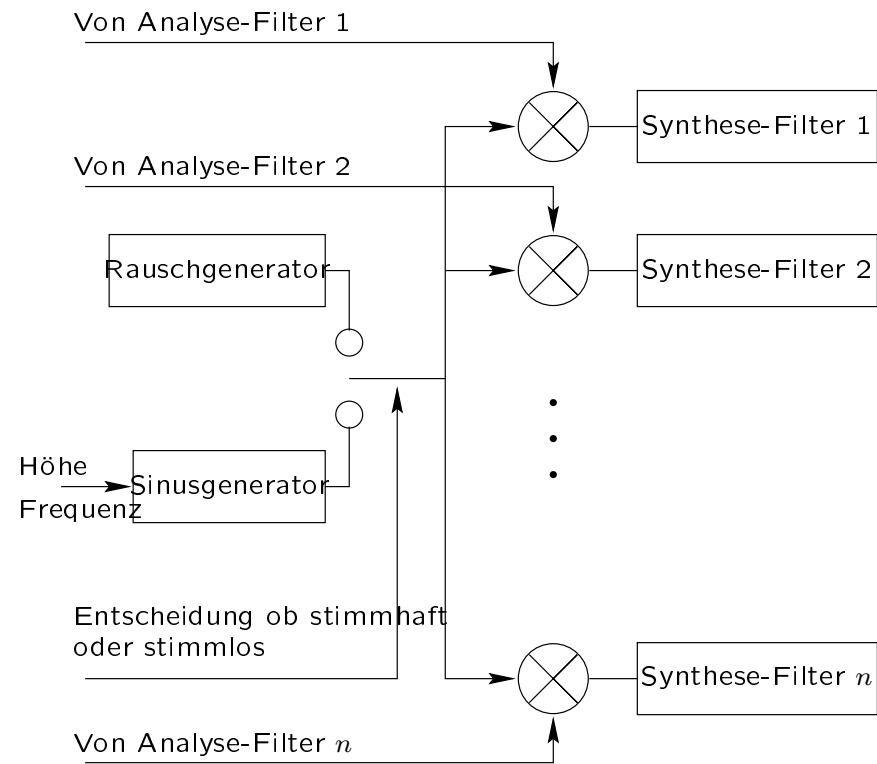 Von Analyse-Filter 1
Synthese-Filter 1
Von Analyse-Filter 2
Rauschgenerator
Synthese-Filter 2
Höhe
Frequenz
Sinusgenerator
Entscheidung ob stimmhaft
oder stimmlos
Synthese-Filter n
Von Analyse-Filter n